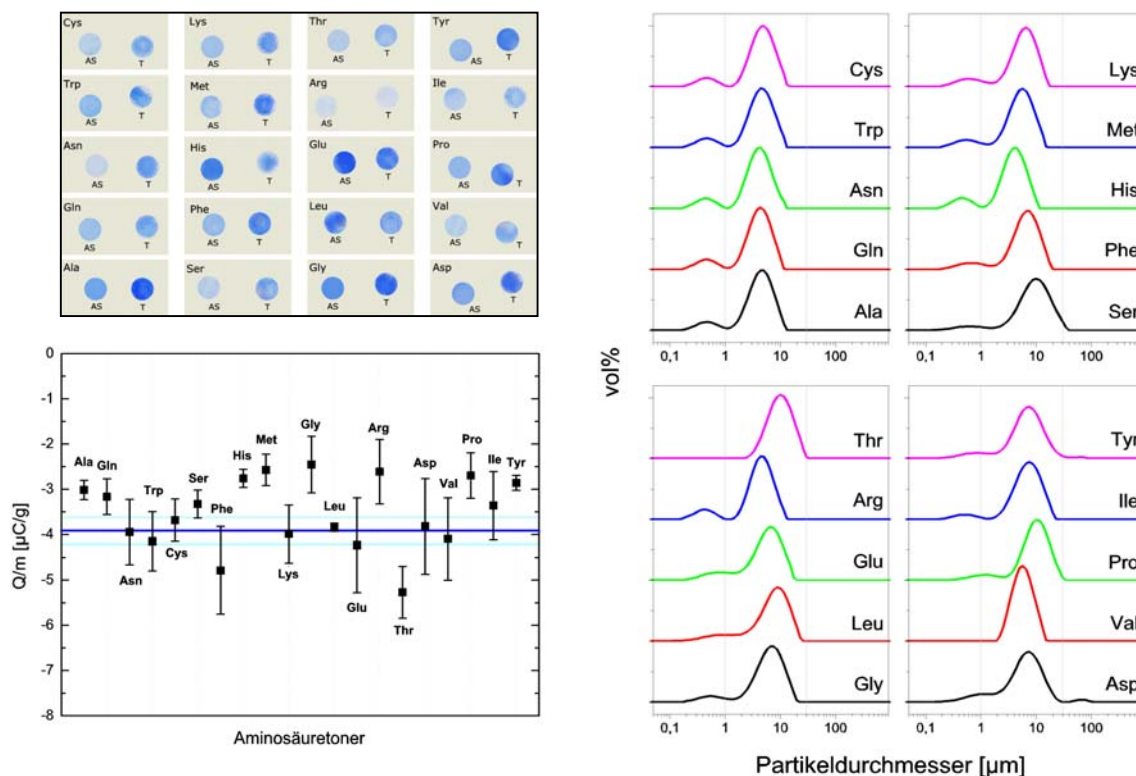 Cys AS T
Lys AS T
Thr AS T
Tyr AS T
Trp AS T
Met AS T
Arg AS T
Ile AS T
Asn AS T
His AS T
Glu AS T
Pro AS T
Gln AS T
Phe AS T
Leu AS T
Val AS T
Ala AS T
Ser AS T
Gly AS T
Asp AS T
Q/m [µC/g]
0
-1
-2
-3
-4
-5
-6
-7
-8
Ala
Gln
Asn
Trp
Cys
Ser
Phe
His
Met
Lys
Gly
Leu
Glu
Arg
Thr
Asp
Val
Pro
Ile
Tyr
Aminosäuretoner
vol%
Cys
Trp
Asn
Gln
Ala
0,1 1 10 100
Lys
Met
His
Phe
Ser
0,1 1 10 100
Thr
Arg
Glu
Leu
Gly
0,1 1 10 100
Tyr
Ile
Pro
Val
Asp
0,1 1 10 100
Partikeldurchmesser [µm]